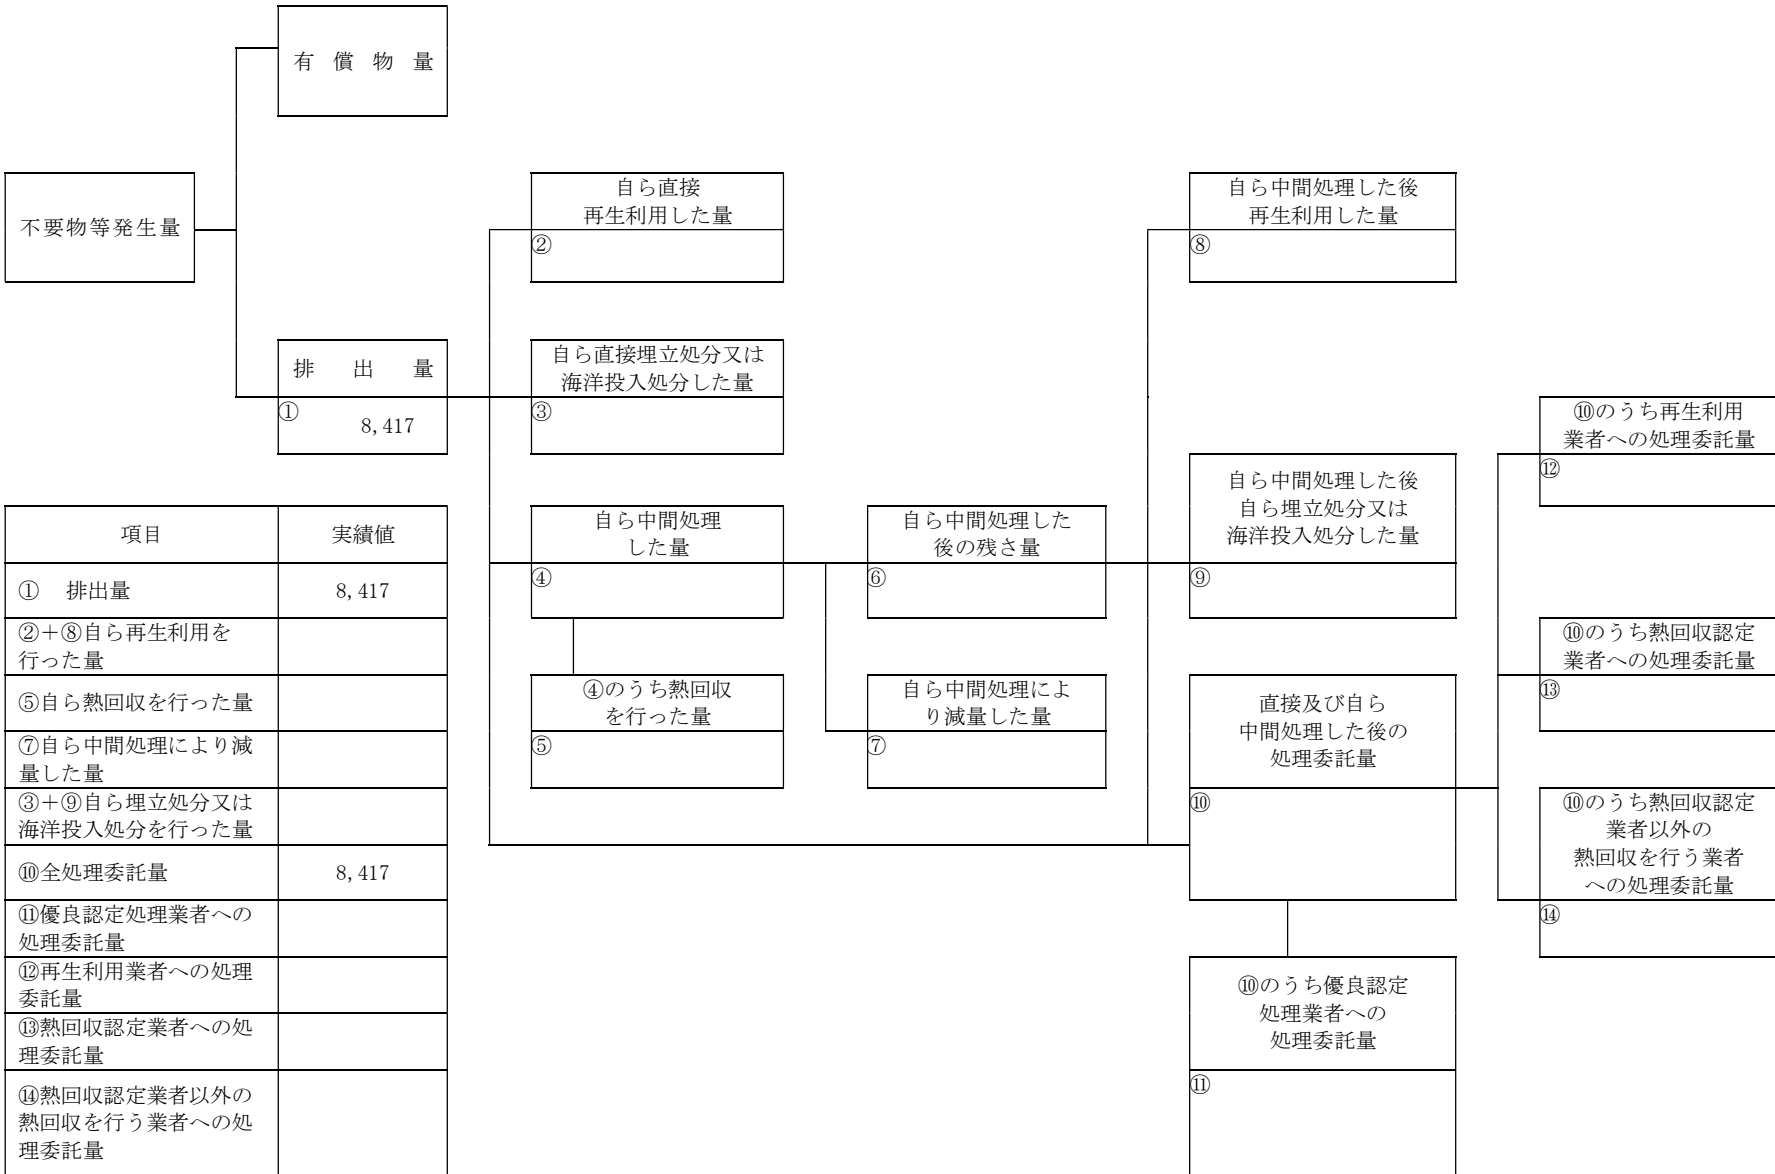 有償物量
不要物等発生量
排出量
① 8,417
自ら直接
再生利用した量
②
自ら直接埋立処分又は
海洋投入処分した量
③
自ら中間処理
した量
④
④のうち熱回収
を行った量
⑤
自ら中間処理した
後の残さ量
⑥
自ら中間処理によ
り減量した量
⑦
自ら中間処理した後
再生利用した量
⑧
自ら中間処理した後
自ら埋立処分又は
海洋投入処分した量
⑨
直接及び自ら
中間処理した後の
処理委託量
⑩
⑩のうち優良認定
処理業者への
処理委託量
⑪
⑩のうち再生利用
業者への処理委託量
⑫
⑩のうち熱回収認定
業者への処理委託量
⑬
⑩のうち熱回収認定
業者以外の
熱回収を行う業者
への処理委託量
⑭
項目 実績値
① 排出量 8,417
②+⑧自ら再生利用を
行った量
⑤自ら熱回収を行った量
⑦自ら中間処理により減
量した量
③+⑨自ら埋立処分又は
海洋投入処分を行った量
⑩全処理委託量 8,417
⑪優良認定処理業者への
処理委託量
⑫再生利用業者への処理
委託量
⑬熱回収認定業者への処
理委託量
⑭熱回収認定業者以外の
熱回収を行う業者への処
理委託量